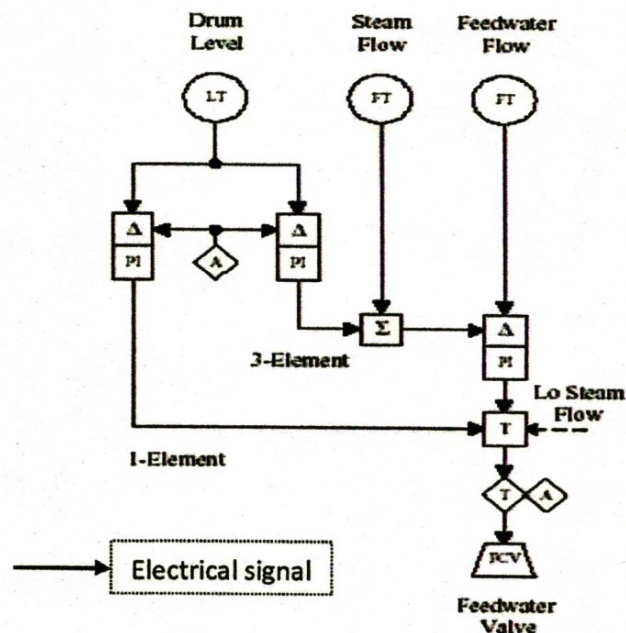 Drum
Level
Steam
Flow
Feedwater
Flow
LT
FT
FT
Δ
PI
A
Δ
PI
Σ
Δ
PI
3-Element
Lo Steam
Flow
T
1-Element
T
A
FCV
Electrical signal
Feedwater
Valve